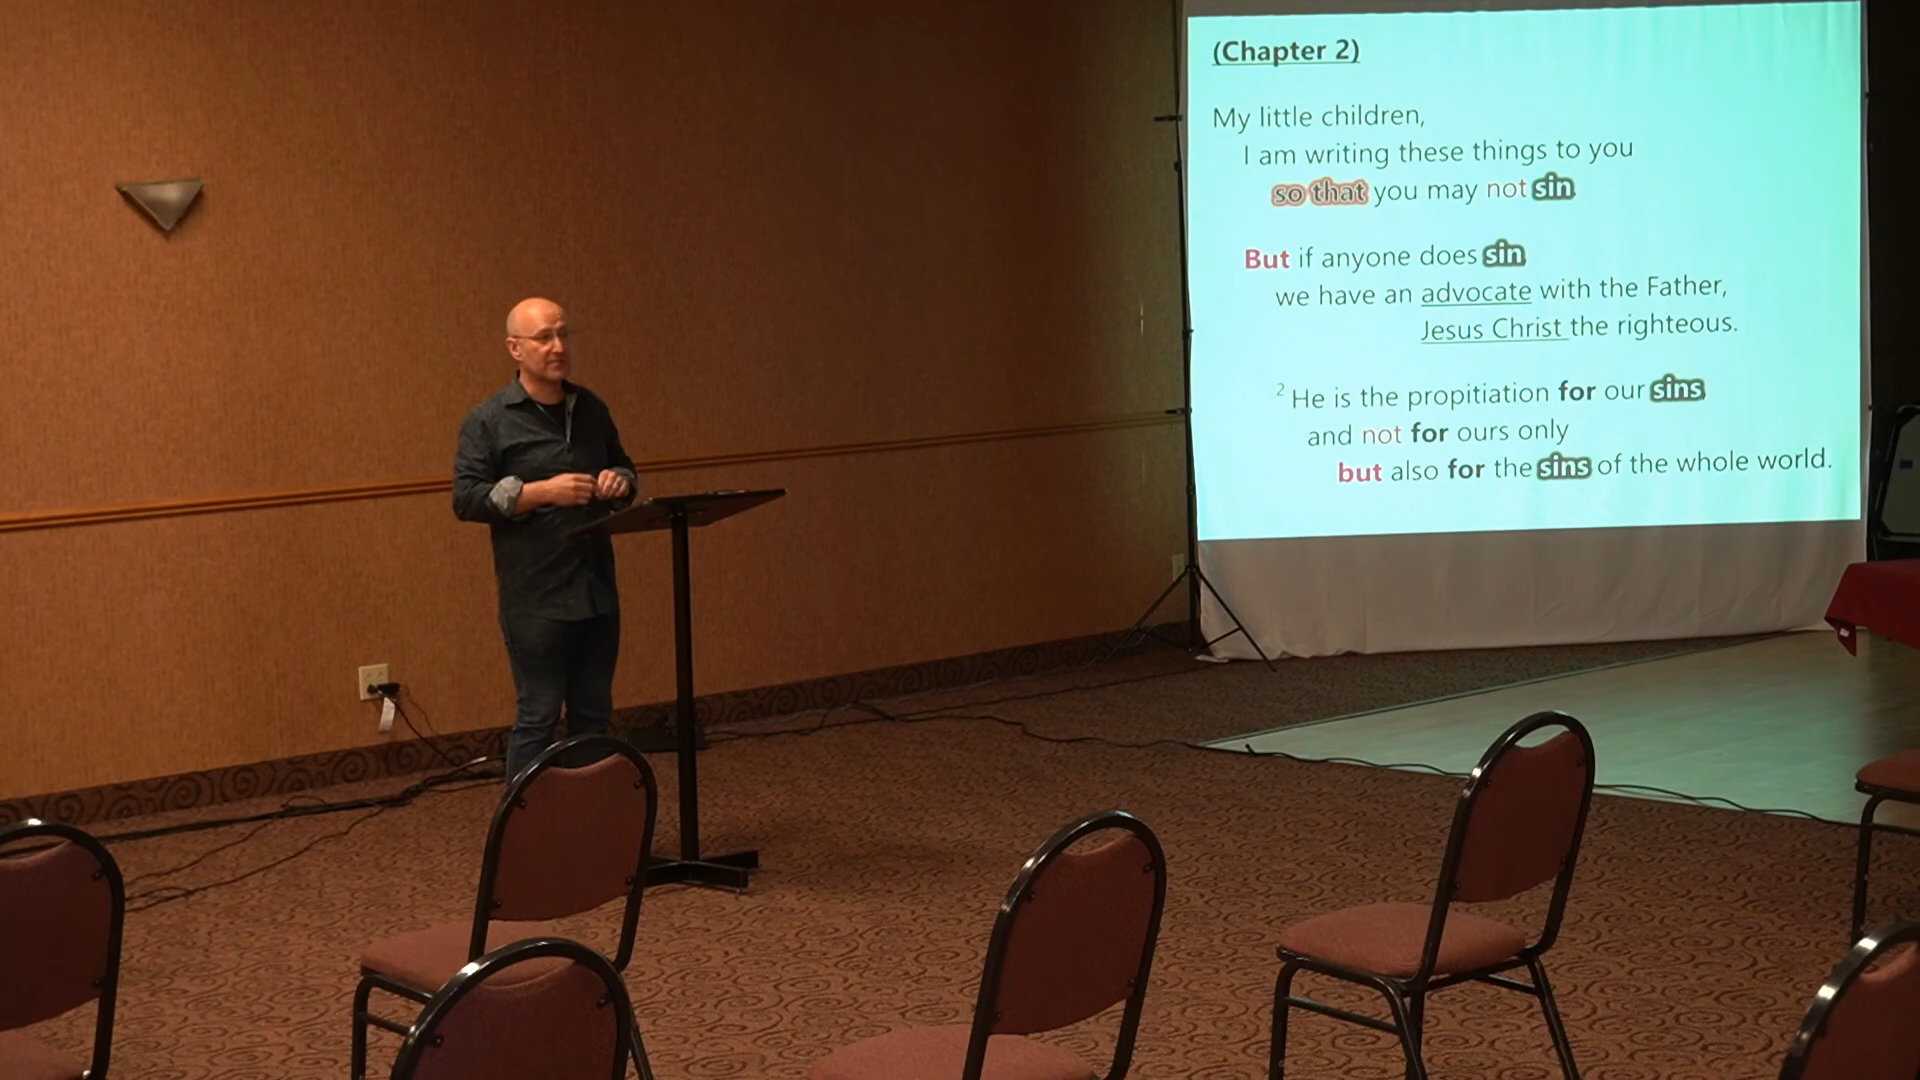 (Chapter 2)
My little children,
I am writing these things to you
so that you may not sin
But if anyone does sin
we have an advocate with the Father,
Jesus Christ the righteous.
2 He is the propitiation for our sins
and not for ours only
but also for the sins of the whole world.